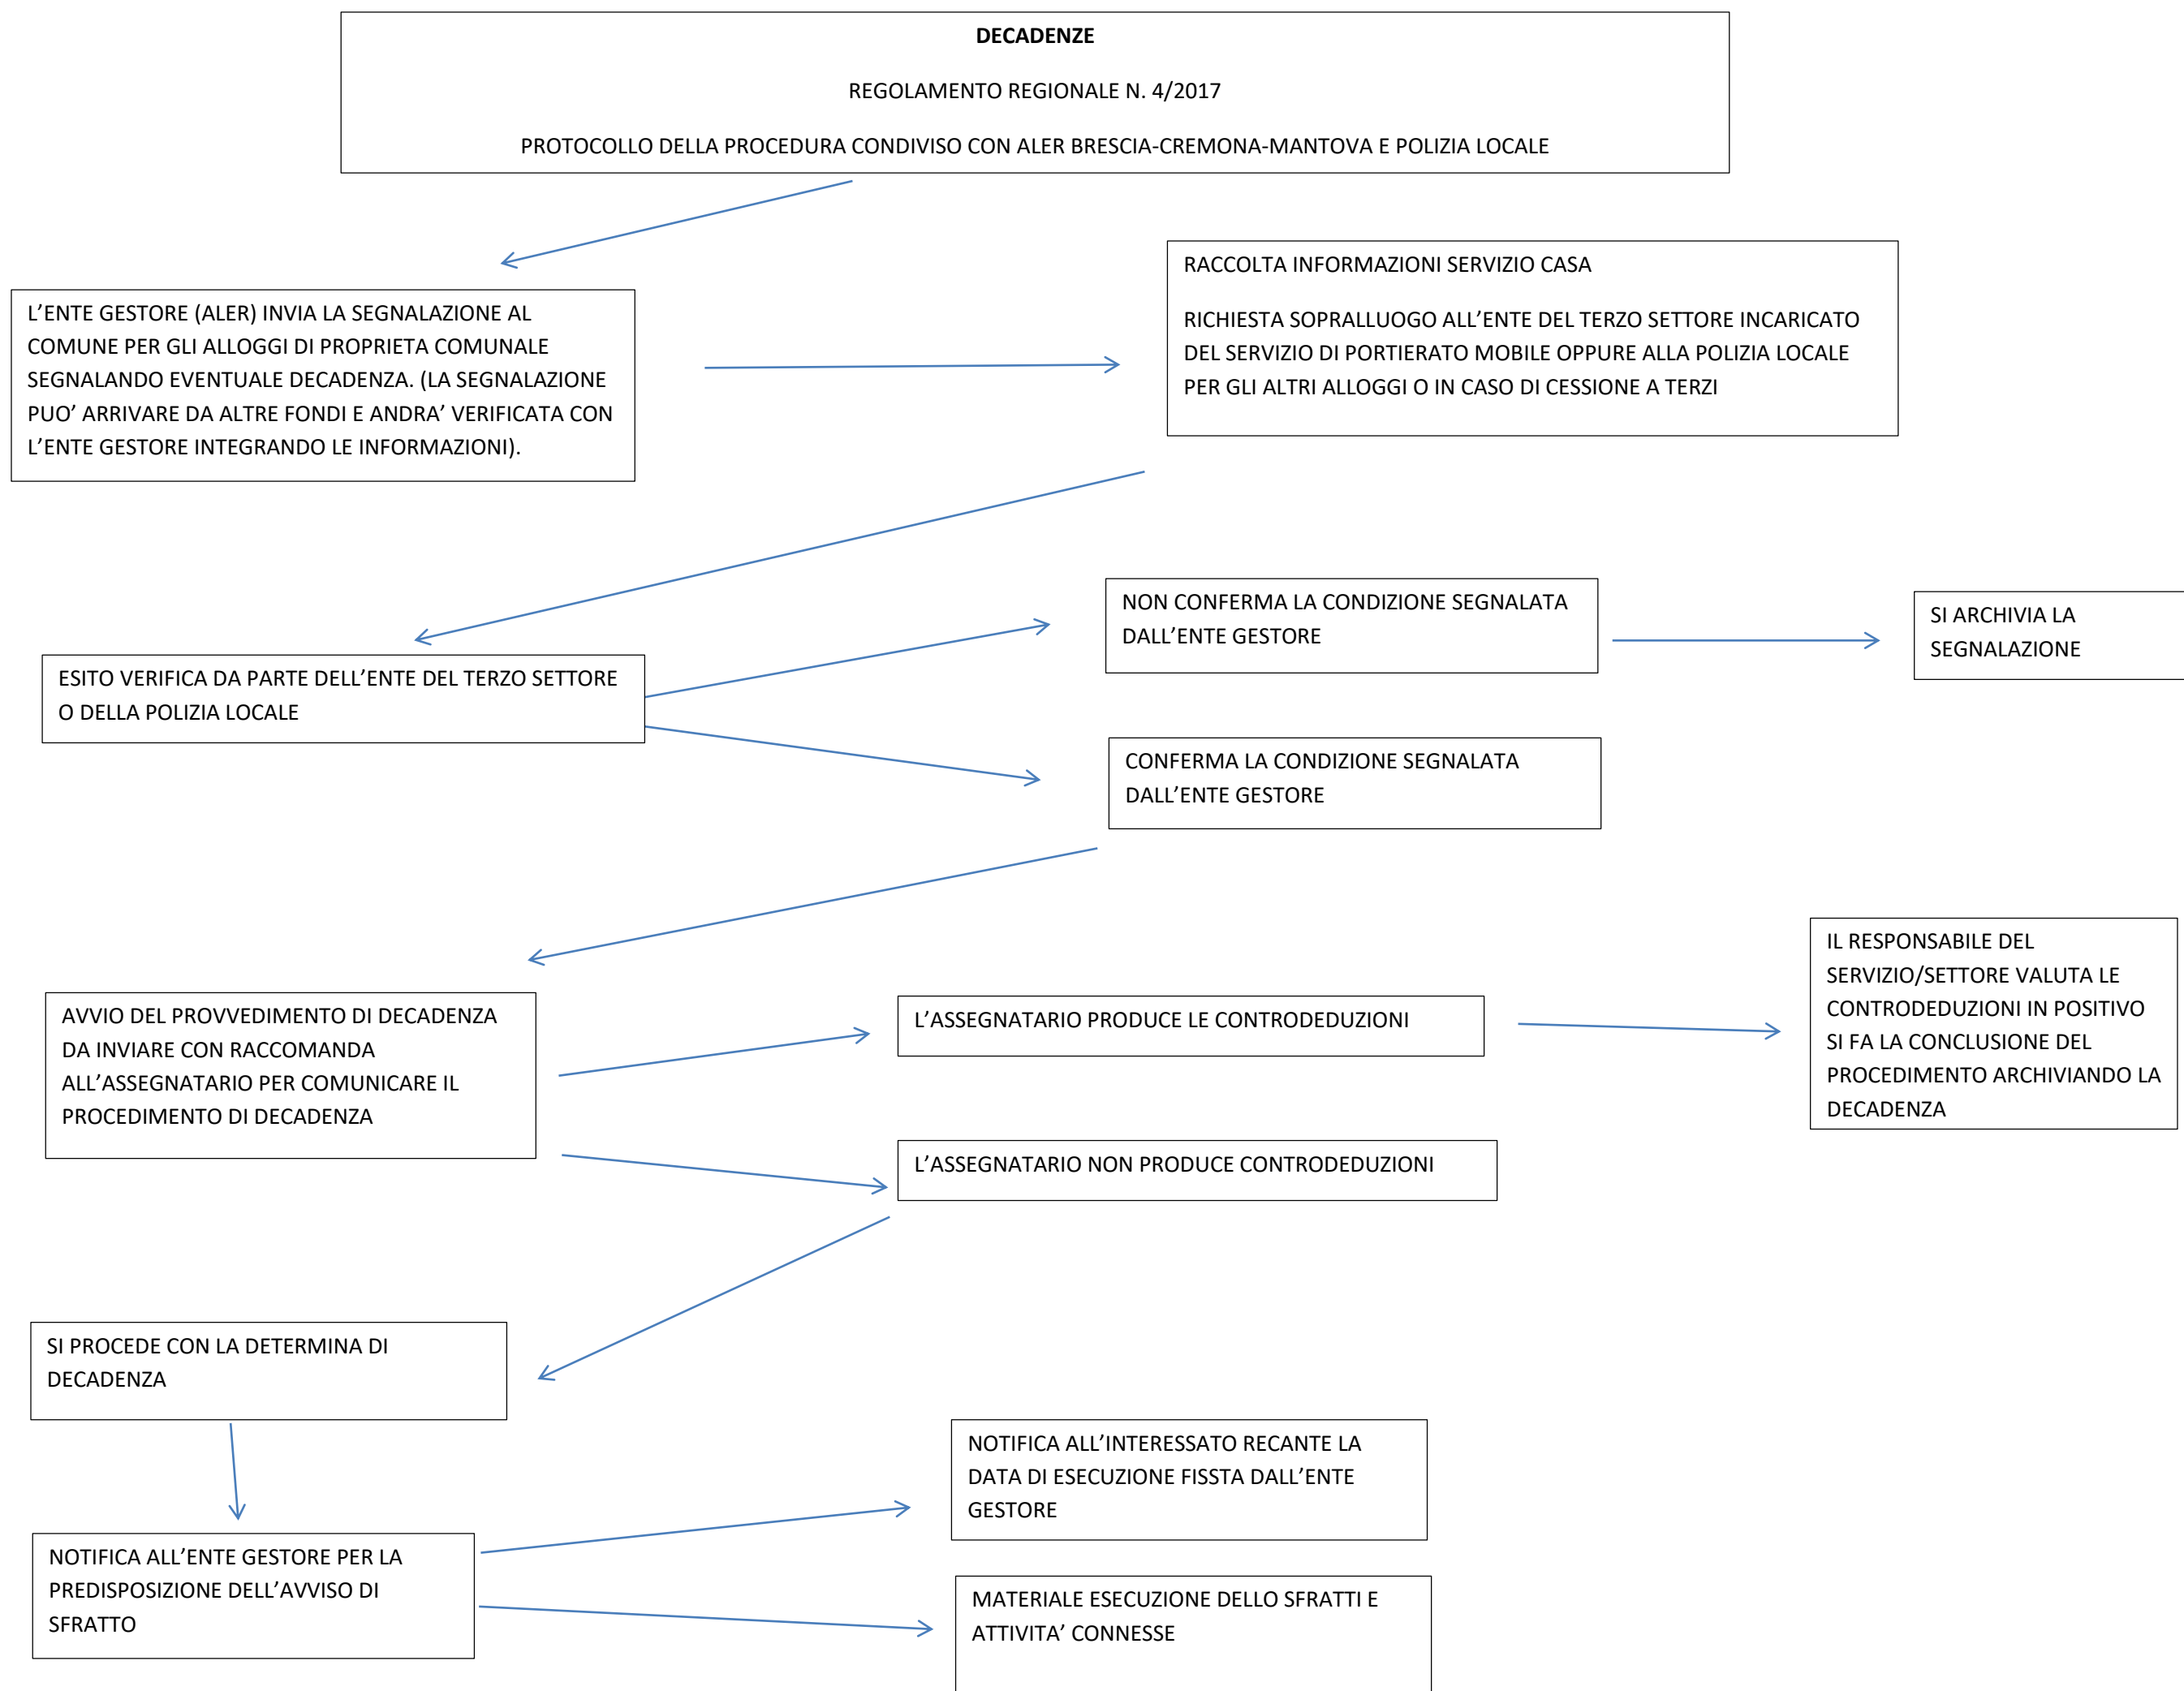 DECADENZE
REGOLAMENTO REGIONALE N. 4/2017
PROTOCOLLO DELLA PROCEDURA CONDIVISO CON ALER BRESCIA-CREMONA-MANTOVA E POLIZIA LOCALE
L’ENTE GESTORE (ALER) INVIA LA SEGNALAZIONE AL
COMUNE PER GLI ALLOGGI DI PROPRIETA COMUNALE
SEGNALANDO EVENTUALE DECADENZA. (LA SEGNALAZIONE
PUO’ ARRIVARE DA ALTRE FONDI E ANDRA’ VERIFICATA CON
L’ENTE GESTORE INTEGRANDO LE INFORMAZIONI).
RACCOLTA INFORMAZIONI SERVIZIO CASA
RICHIESTA SOPRALLUOGO ALL’ENTE DEL TERZO SETTORE INCARICATO
DEL SERVIZIO DI PORTIERATO MOBILE OPPURE ALLA POLIZIA LOCALE
PER GLI ALTRI ALLOGGI O IN CASO DI CESSIONE A TERZI
ESITO VERIFICA DA PARTE DELL’ENTE DEL TERZO SETTORE
O DELLA POLIZIA LOCALE
NON CONFERMA LA CONDIZIONE SEGNALATA
DALL’ENTE GESTORE
SI ARCHIVIA LA
SEGNALAZIONE
CONFERMA LA CONDIZIONE SEGNALATA
DALL’ENTE GESTORE
AVVIO DEL PROVVEDIMENTO DI DECADENZA
DA INVIARE CON RACCOMANDA
ALL’ASSEGNATARIO PER COMUNICARE IL
PROCEDIMENTO DI DECADENZA
L’ASSEGNATARIO PRODUCE LE CONTRODEDUZIONI
IL RESPONSABILE DEL
SERVIZIO/SETTORE VALUTA LE
CONTRODEDUZIONI IN POSITIVO
SI FA LA CONCLUSIONE DEL
PROCEDIMENTO ARCHIVIANDO LA
DECADENZA
L’ASSEGNATARIO NON PRODUCE CONTRODEDUZIONI
SI PROCEDE CON LA DETERMINA DI
DECADENZA
NOTIFICA ALL’ENTE GESTORE PER LA
PREDISPOSIZIONE DELL’AVVISO DI
SFRATTO
NOTIFICA ALL’INTERESSATO RECANTE LA
DATA DI ESECUZIONE FISSTA DALL’ENTE
GESTORE
MATERIALE ESECUZIONE DELLO SFRATTI E
ATTIVITA’ CONNESSE